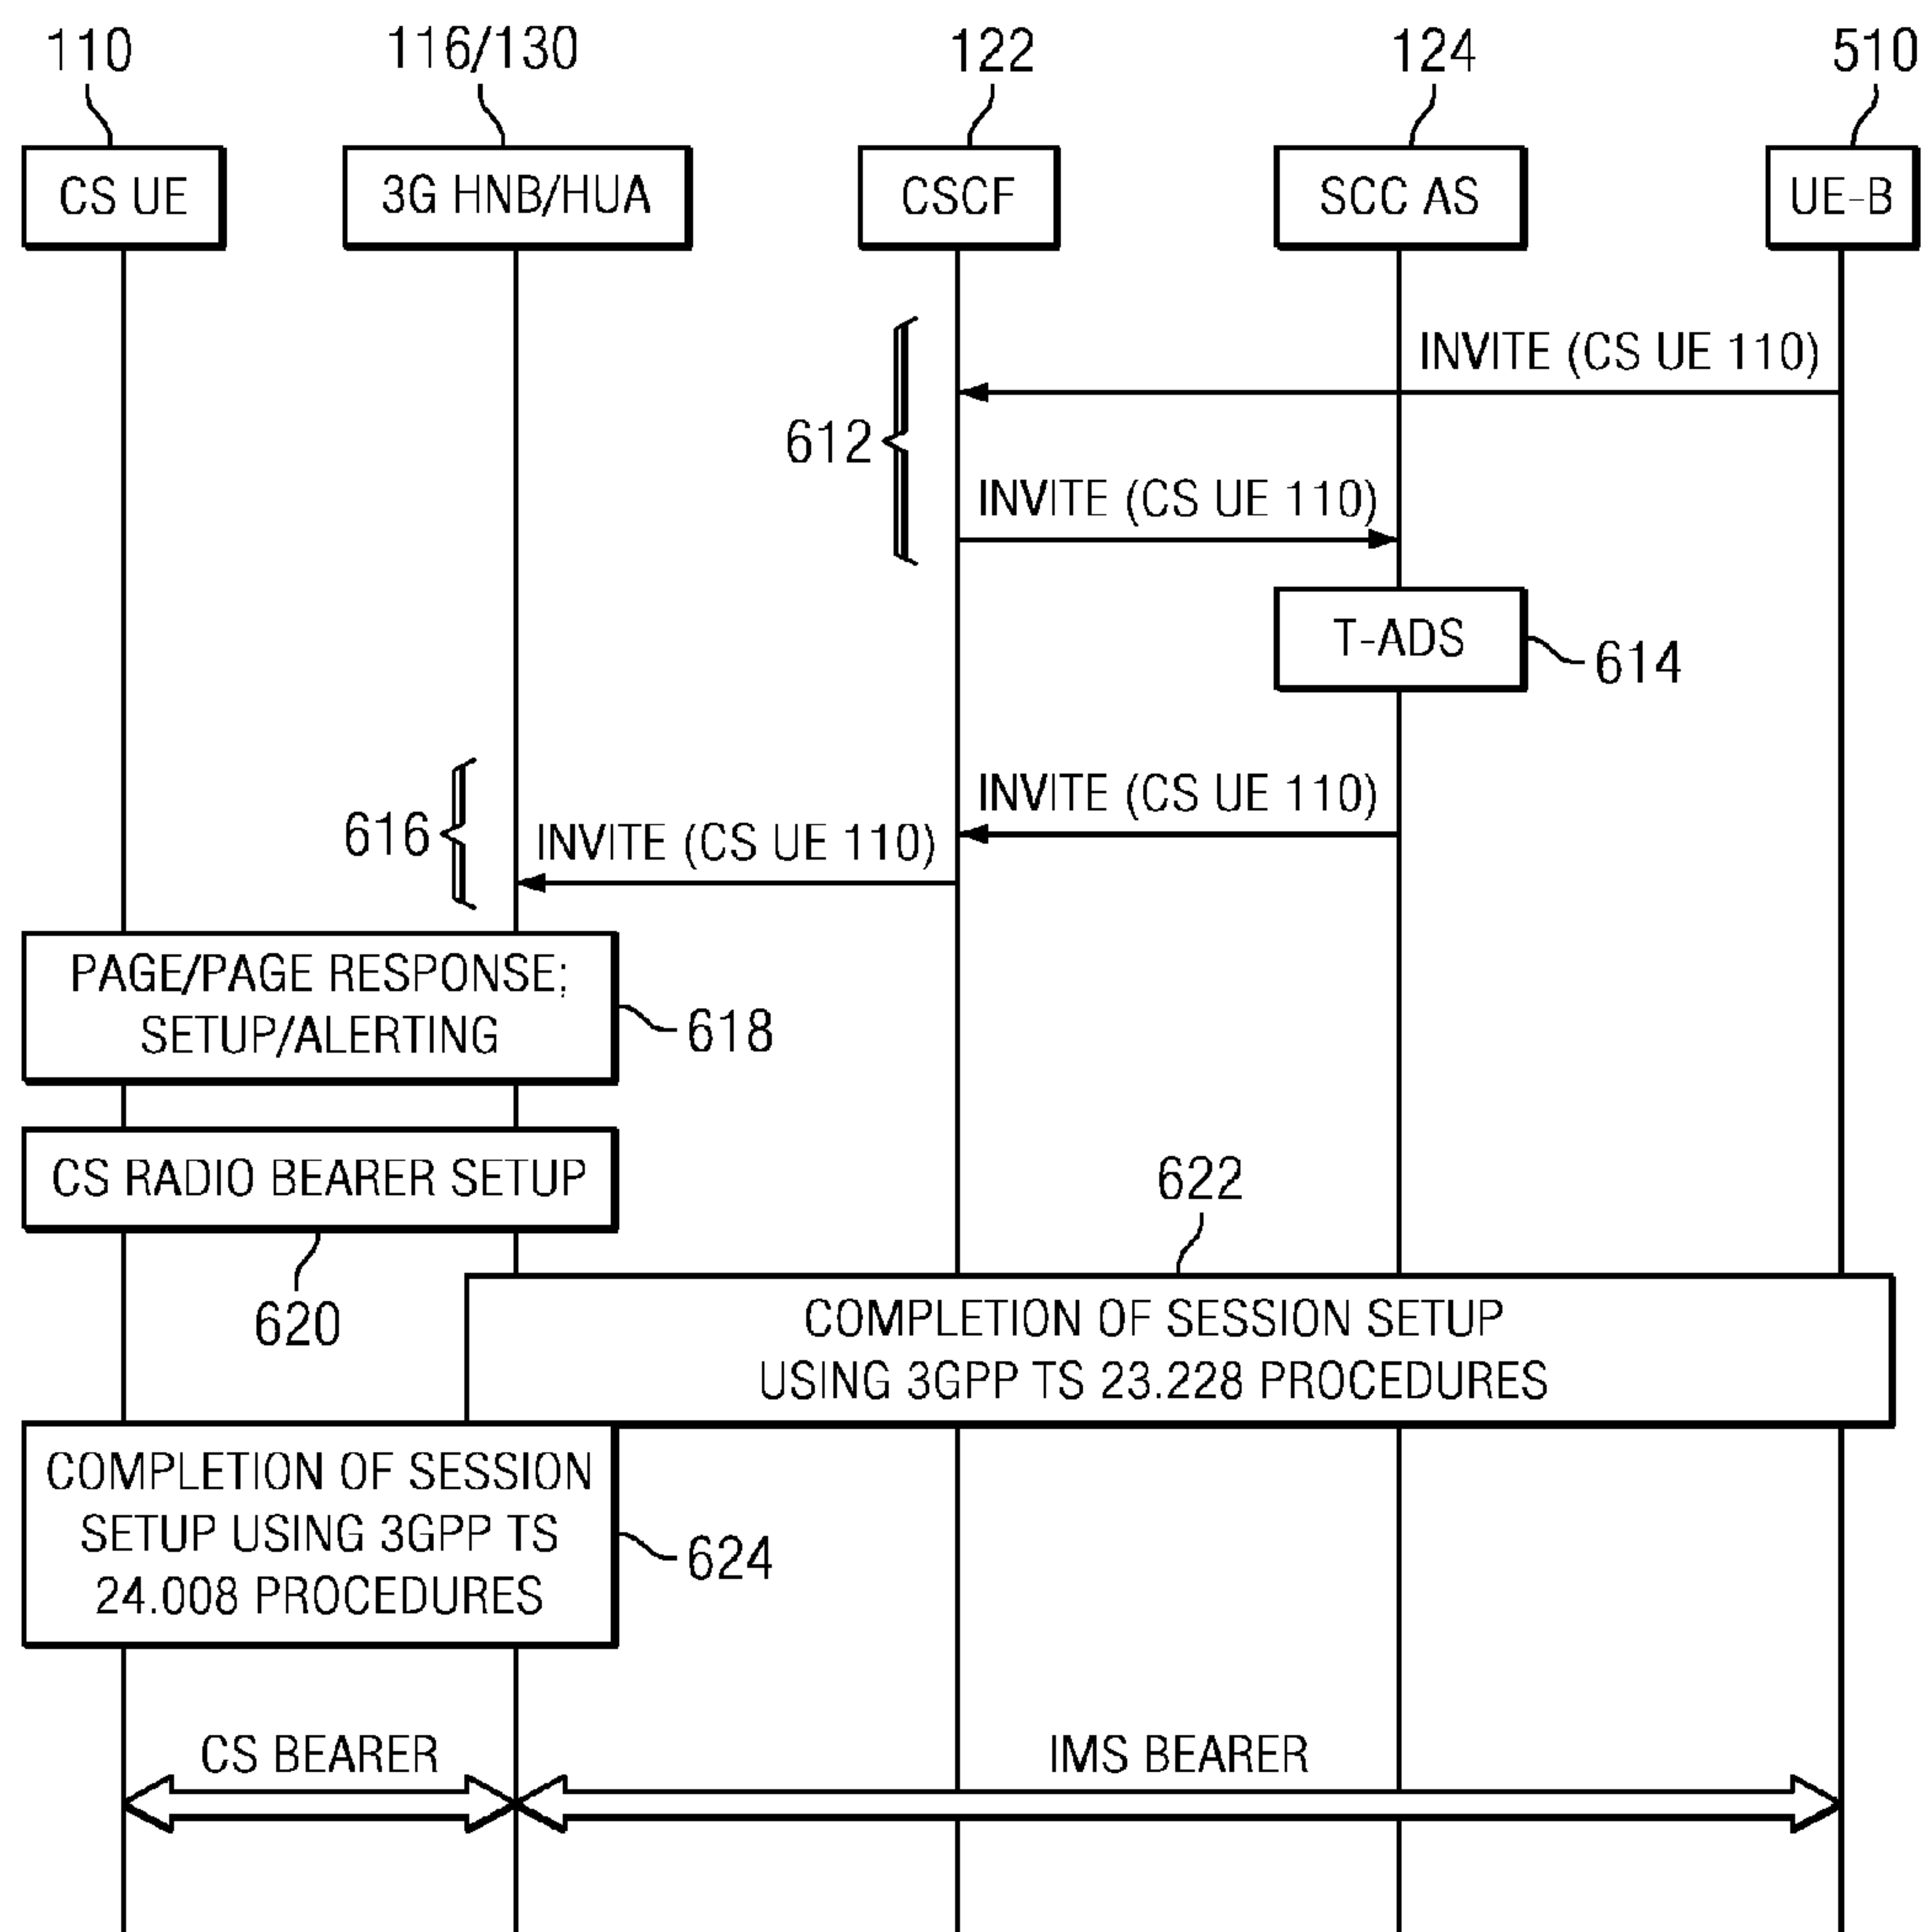 110
116/130
122
124
510
CS UE
3G HNB/HUA
CSCF
SCC AS
UE-B
INVITE (CS UE 110)
612
INVITE (CS UE 110)
T-ADS
614
INVITE (CS UE 110)
616
INVITE (CS UE 110)
PAGE/PAGE RESPONSE;
SETUP/ALERTING
618
CS RADIO BEARER SETUP
620
622
COMPLETION OF SESSION SETUP
USING 3GPP TS 23.228 PROCEDURES
COMPLETION OF SESSION
SETUP USING 3GPP TS
24.008 PROCEDURES
624
CS BEARER
IMS BEARER